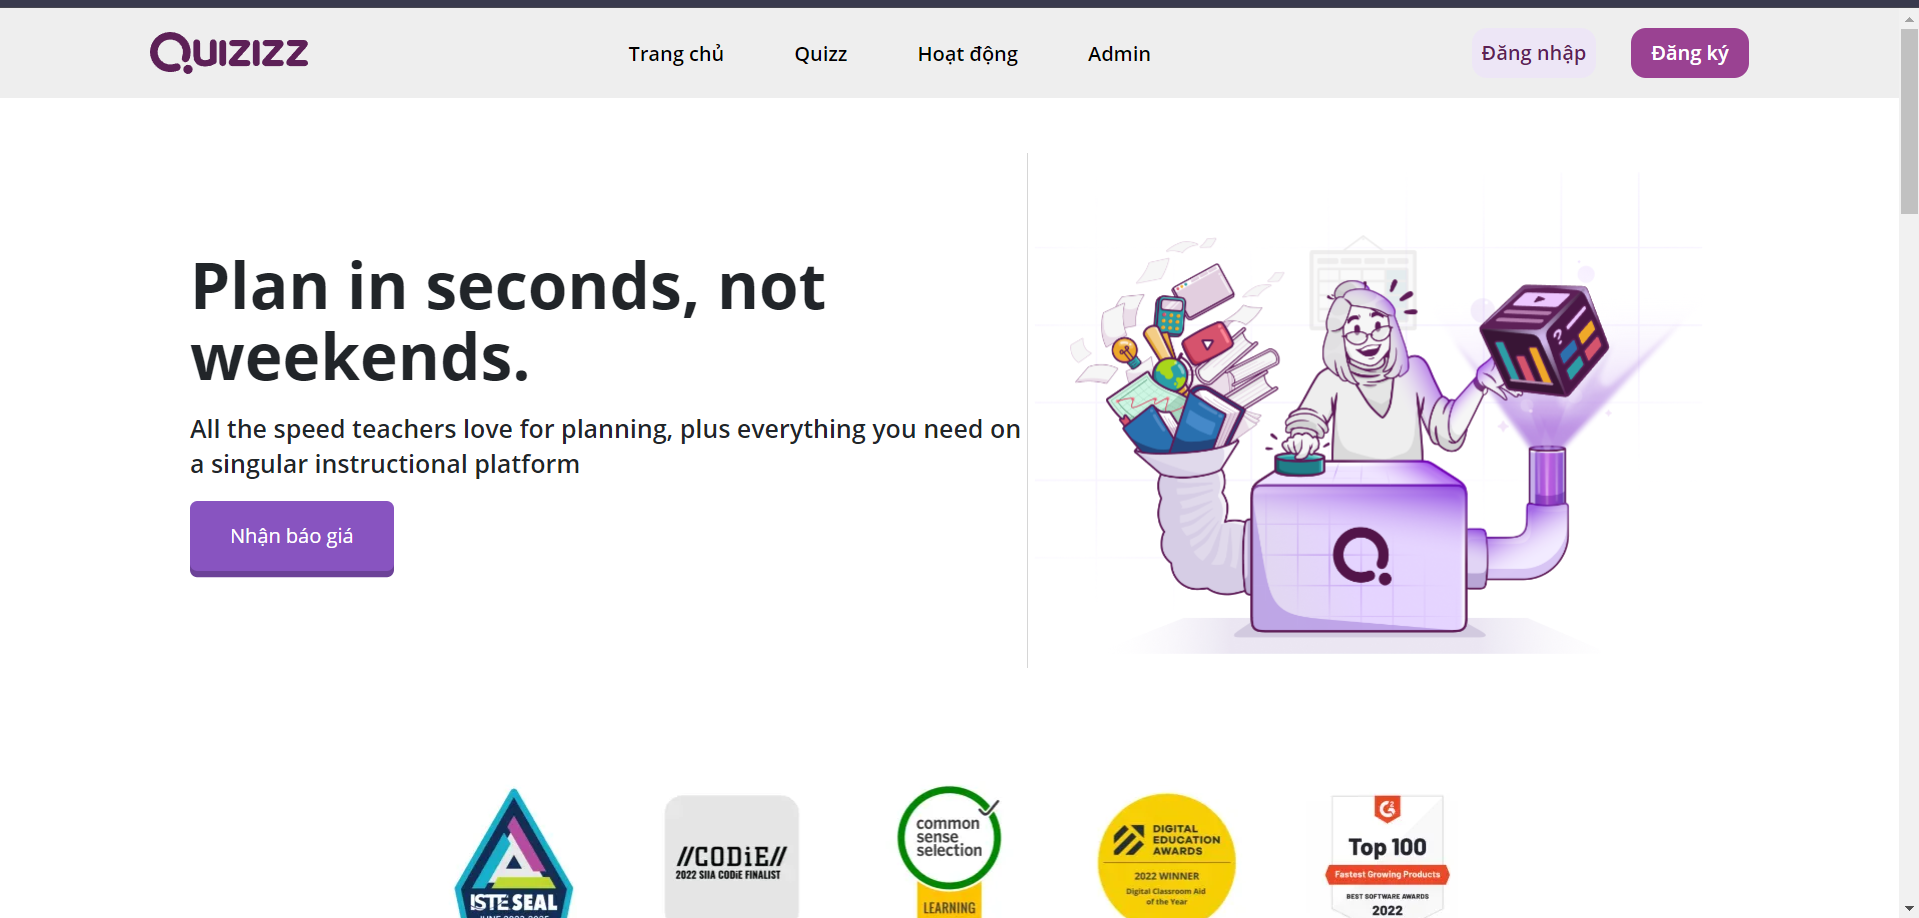 QUIZIZZ
Trang chủ
Quizz
Hoạt động
Admin
Đăng nhập
Đăng ký
Plan in seconds, not
weekends.
All the speed teachers love for planning, plus everything you need on
a singular instructional platform
Nhận báo giá
ISTE SEAL
//CODiE//
2022 SIIA CODiE FINALIST
common
sense
selection
LEARNING
DIGITAL
EDUCATION
AWARDS
2022 WINNER
Digital Classroom Aid
of the Year
G2
Top 100
Fastest Growing Products
BEST SOFTWARE AWARDS
2022